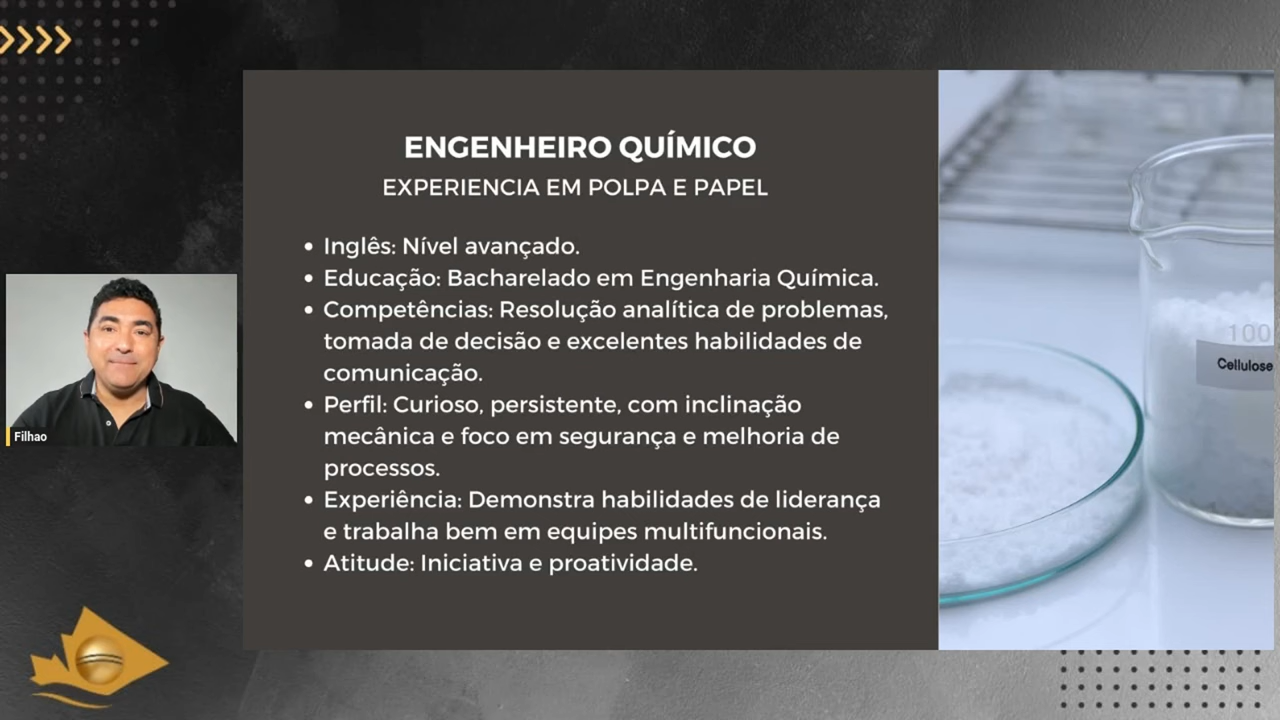 ENGENHEIRO QUÍMICO
EXPERIENCIA EM POLPA E PAPEL
• Inglês: Nível avançado.
• Educação: Bacharelado em Engenharia Química.
• Competências: Resolução analítica de problemas,
tomada de decisão e excelentes habilidades de
comunicação.
• Perfil: Curioso, persistente, com inclinação
mecânica e foco em segurança e melhoria de
processos.
• Experiência: Demonstra habilidades de liderança
e trabalha bem em equipes multifuncionais.
• Atitude: Iniciativa e proatividade.
100
Cellulose
Filhao